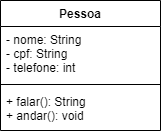 Pessoa
- nome: String
- cpf: String
- telefone: int
+ falar(): String
+ andar(): void